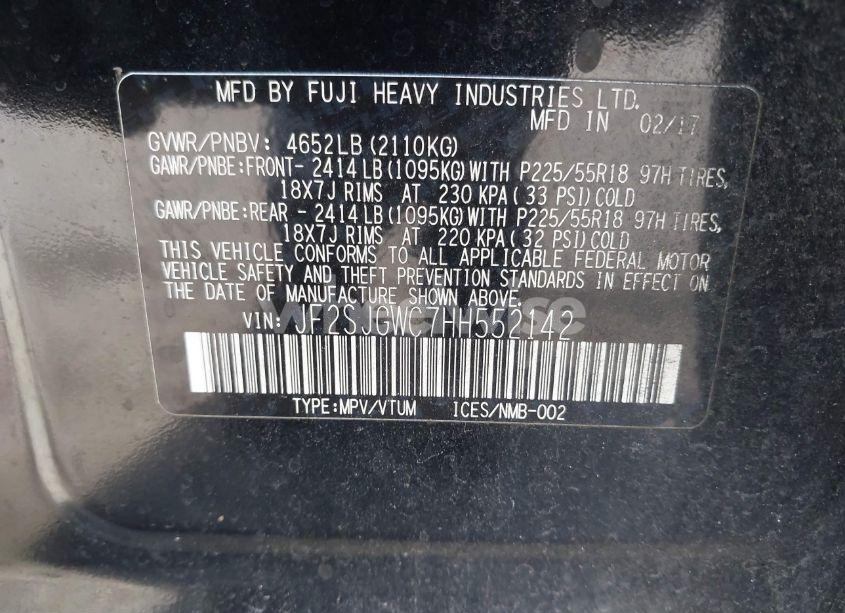 MFD BY FUJI HEAVY INDUSTRIES LTD.
MFD IN 02/17
GVWR/PNBV: 4652LB (2110KG)
GAWR/PNBE:FRONT- 2414 LB (1095KG) WITH P225/55R18 97H TIRES,
18X7J RIMS AT 230 KPA ( 33 PSI) COLD
GAWR/PNBE:REAR - 2414 LB (1095KG) WITH P225/55R18 97H TIRES,
18X7J RIMS AT 220 KPA ( 32 PSI) COLD
THIS VEHICLE CONFORMS TO ALL APPLICABLE FEDERAL MOTOR
VEHICLE SAFETY AND THEFT PREVENTION STANDARDS IN EFFECT ON
THE DATE OF MANUFACTURE SHOWN ABOVE.
VIN: JF2SJGWC7HH552142
TYPE:MPV/VTUM ICES/NMB-002